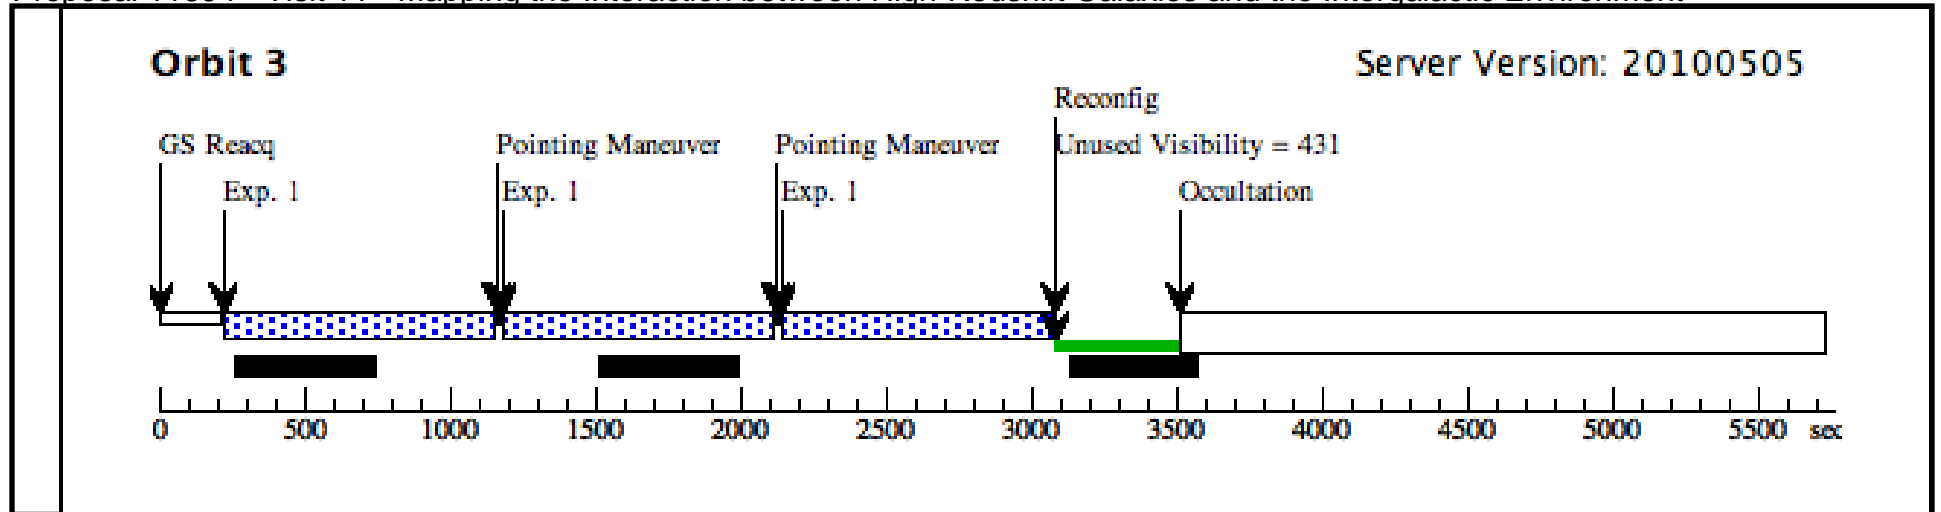 Orbit 3
Server Version: 20100505
Reconfig
GS Reacq
Pointing Maneuver
Pointing Maneuver
Unused Visibility = 431
Exp. 1
Exp. 1
Exp. 1
Occultation
0 500 1000 1500 2000 2500 3000 3500 4000 4500 5000 5500 sec